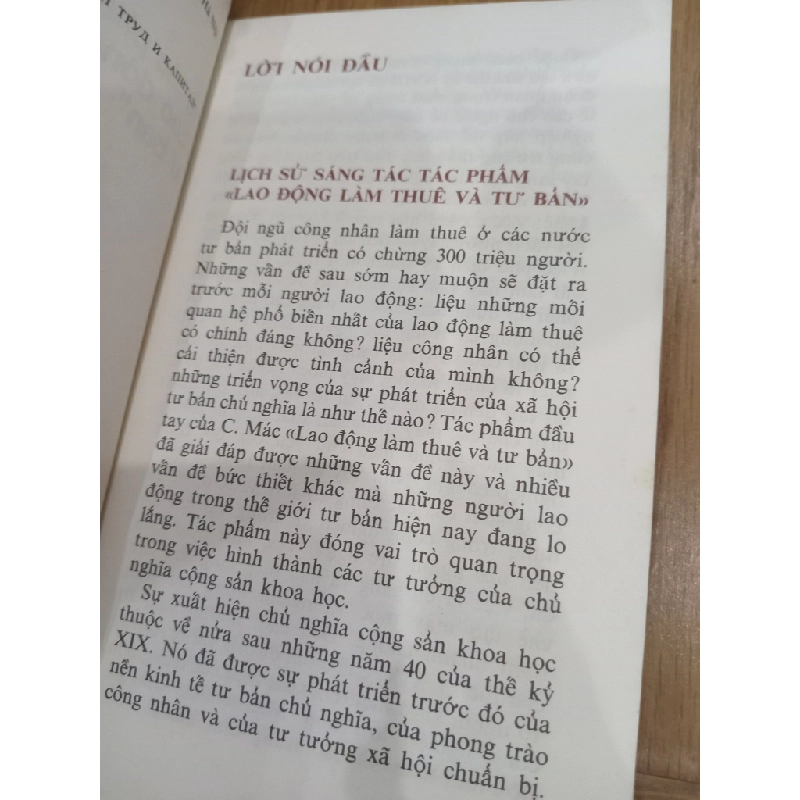 ТРУД И КАПИТАЛ
LỜI NÓI ĐẦU
LỊCH SỬ SÁNG TÁC TÁC PHẨM
«LAO ĐỘNG LÀM THUÊ VÀ TƯ BẢN»
Đội ngũ công nhân làm thuê ở các nước
tư bản phát triển có chừng 300 triệu người.
Những vần đề sau sớm hay muộn sẽ đặt ra
trước mỗi người lao động: liệu những mối
quan hệ phổ biến nhất của lao động làm thuê
có chính đáng không? liệu công nhân có thể
cải thiện được tình cảnh của mình không?
những triển vọng của sự phát triển của xã hội
tư bản chủ nghĩa là như thế nào? Tác phẩm đầu
tay của C. Mác «Lao động làm thuê và tư bản»
đã giải đáp được những vấn đề này và nhiều
vấn đề bức thiết khác mà những người lao
động trong thế giới tư bản hiện nay đang lo
lắng. Tác phẩm này đóng vai trò quan trọng
trong việc hình thành các tư tưởng của chủ
nghĩa cộng sản khoa học.
Sự xuất hiện chủ nghĩa cộng sản khoa học
thuộc về nửa sau những năm 40 của thế kỷ
XIX. Nó đã được sự phát triển trước đó của
nền kinh tế tư bản chủ nghĩa, của phong trào
công nhân và của tư tưởng xã hội chuẩn bị.